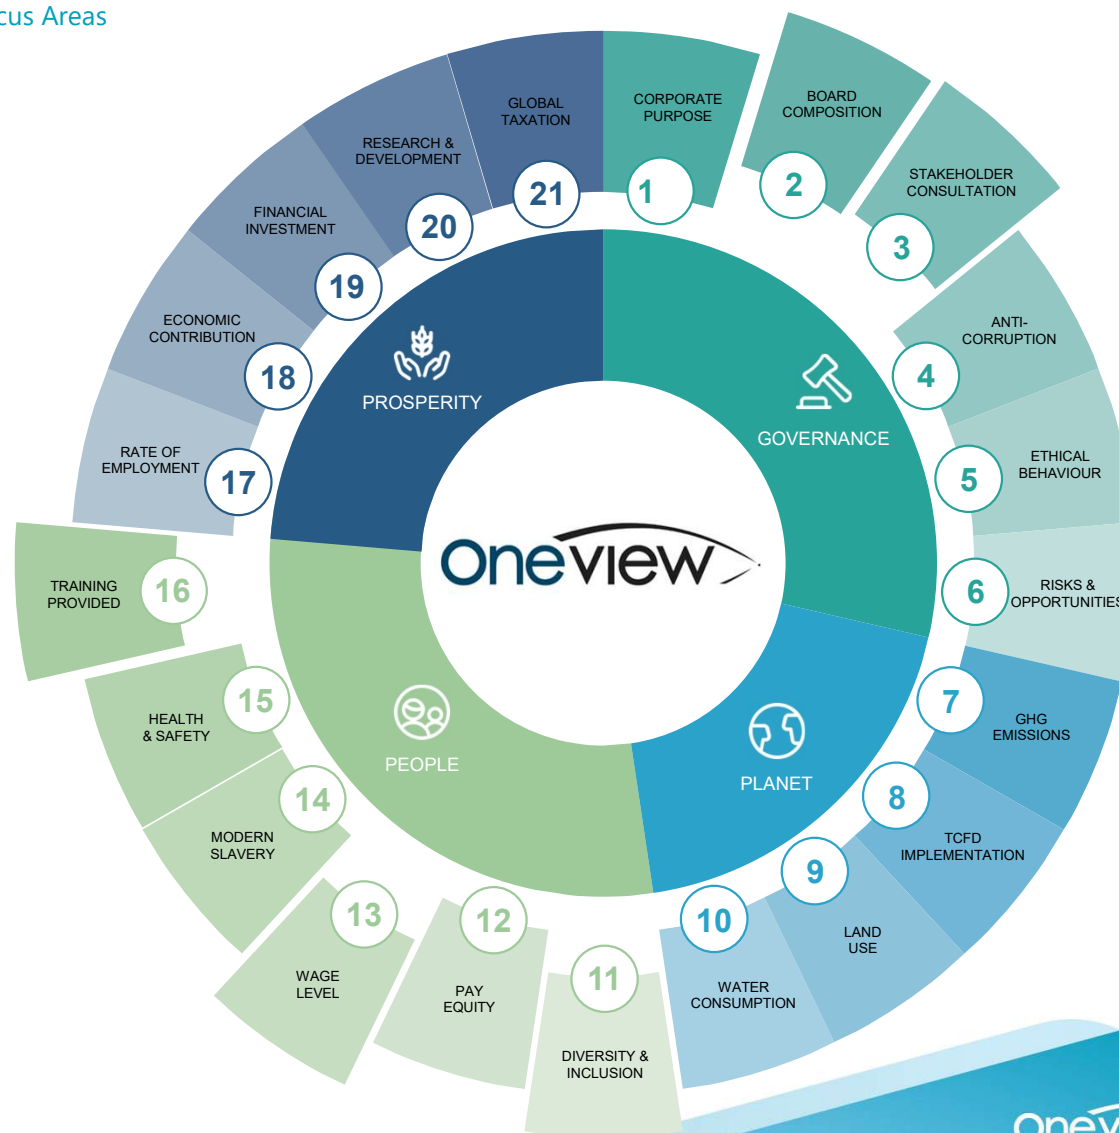 cus Areas
GLOBAL
TAXATION
21
CORPORATE
PURPOSE
1
BOARD
COMPOSITION
2
STAKEHOLDER
CONSULTATION
3
ANTI-
CORRUPTION
4
ETHICAL
BEHAVIOUR
5
RISKS &
OPPORTUNITIES
6
GHG
EMISSIONS
7
TCFD
IMPLEMENTATION
8
LAND
USE
9
WATER
CONSUMPTION
10
DIVERSITY &
INCLUSION
11
PAY
EQUITY
12
WAGE
LEVEL
13
MODERN
SLAVERY
14
HEALTH
& SAFETY
15
TRAINING
PROVIDED
16
RATE OF
EMPLOYMENT
17
ECONOMIC
CONTRIBUTION
18
FINANCIAL
INVESTMENT
19
RESEARCH &
DEVELOPMENT
20
PROSPERITY
GOVERNANCE
PEOPLE
PLANET
Oneview
Onev